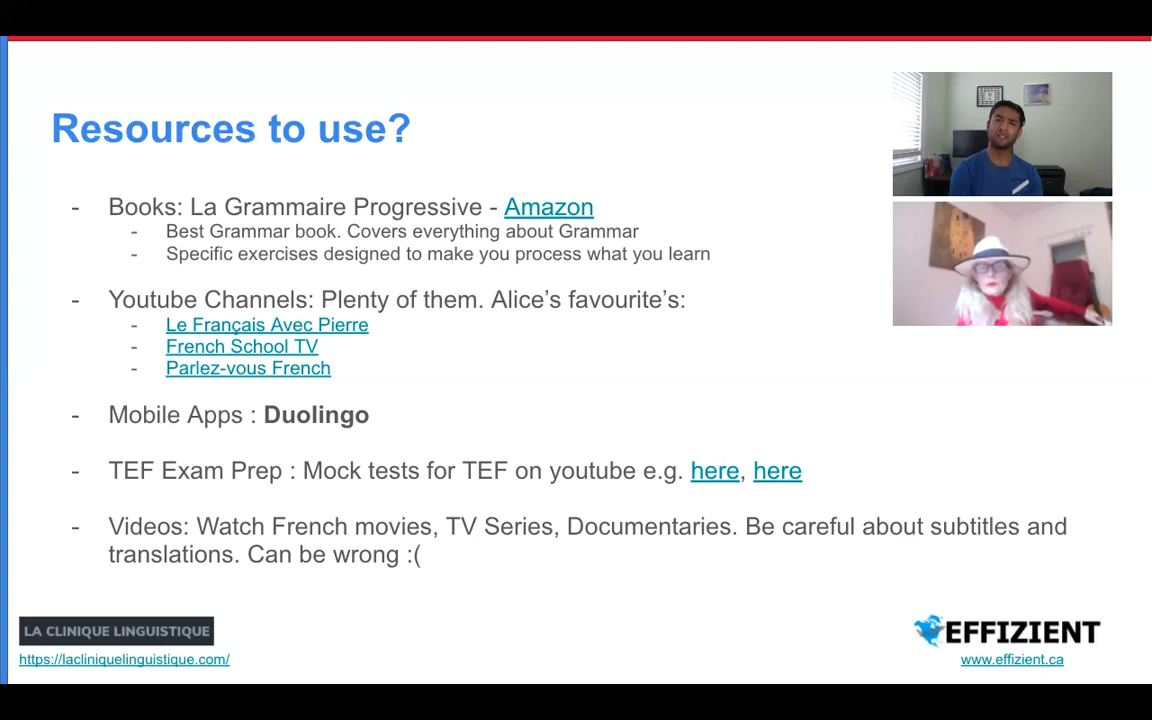 Resources to use?
- Books: La Grammaire Progressive - Amazon
- Best Grammar book. Covers everything about Grammar
- Specific exercises designed to make you process what you learn
- Youtube Channels: Plenty of them. Alice's favourite's:
- Le Français Avec Pierre
- French School TV
- Parlez-vous French
- Mobile Apps : Duolingo
- TEF Exam Prep : Mock tests for TEF on youtube e.g. here, here
- Videos: Watch French movies, TV Series, Documentaries. Be careful about subtitles and
translations. Can be wrong :(
LA CLINIQUE LINGUISTIQUE
https://lacliniquelinguistique.com/
EFFIZIENT
www.effizient.ca